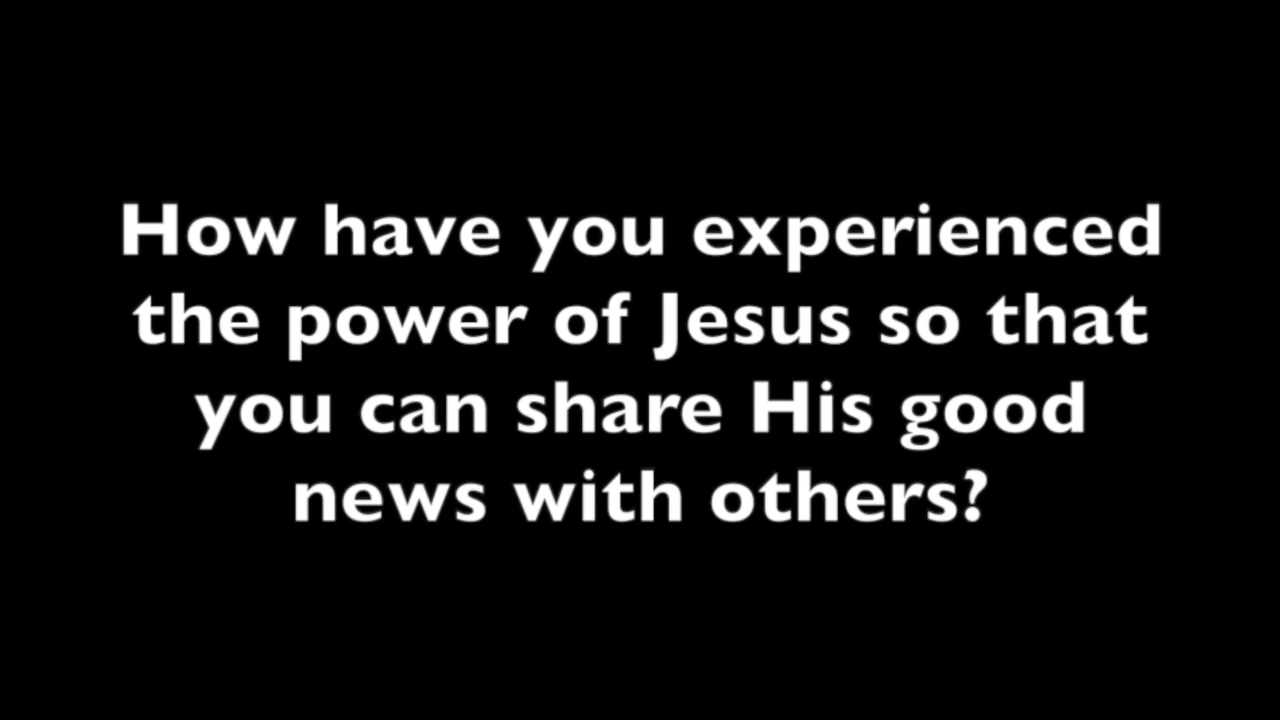 How have you experienced
the power of Jesus so that
you can share His good
news with others?